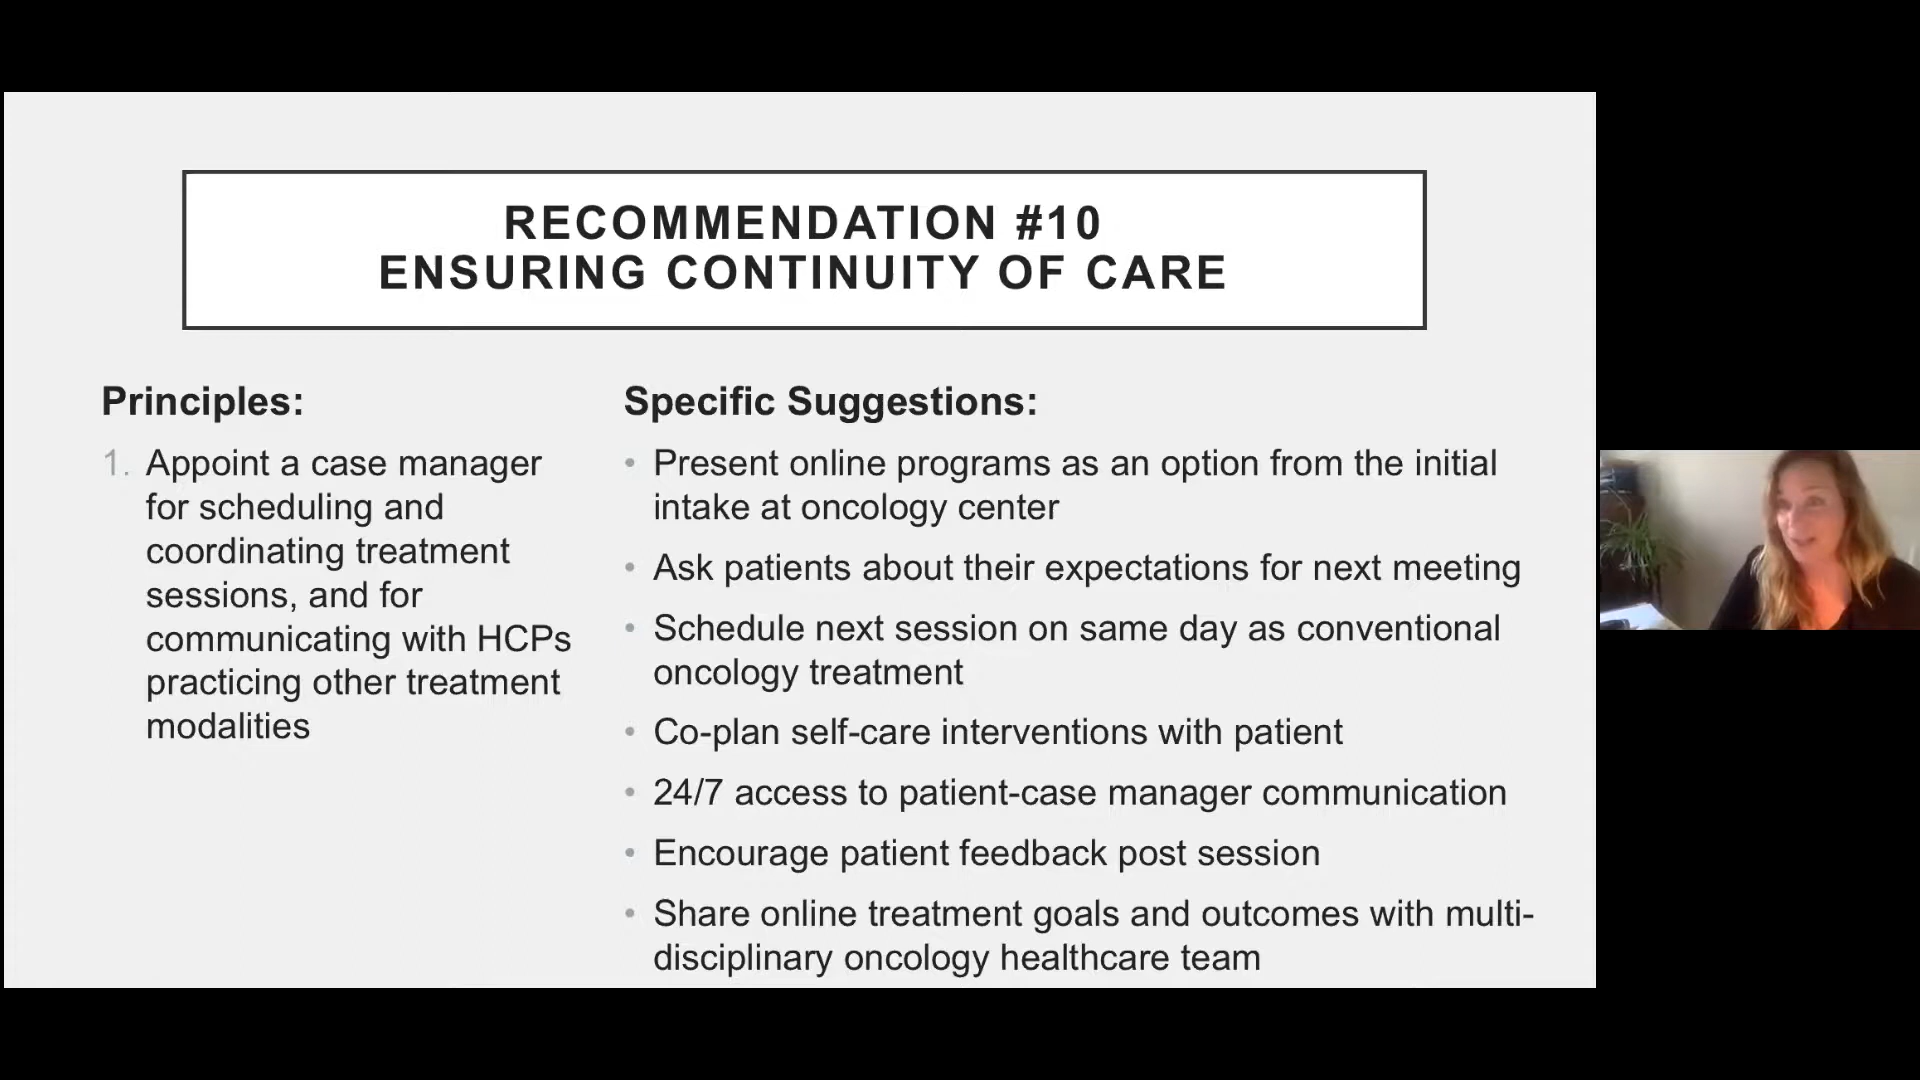 RECOMMENDATION #10
ENSURING CONTINUITY OF CARE
Principles:
1. Appoint a case manager
for scheduling and
coordinating treatment
sessions, and for
communicating with HCPs
practicing other treatment
modalities
Specific Suggestions:
• Present online programs as an option from the initial
intake at oncology center
• Ask patients about their expectations for next meeting
• Schedule next session on same day as conventional
oncology treatment
• Co-plan self-care interventions with patient
• 24/7 access to patient-case manager communication
• Encourage patient feedback post session
• Share online treatment goals and outcomes with multi-
disciplinary oncology healthcare team